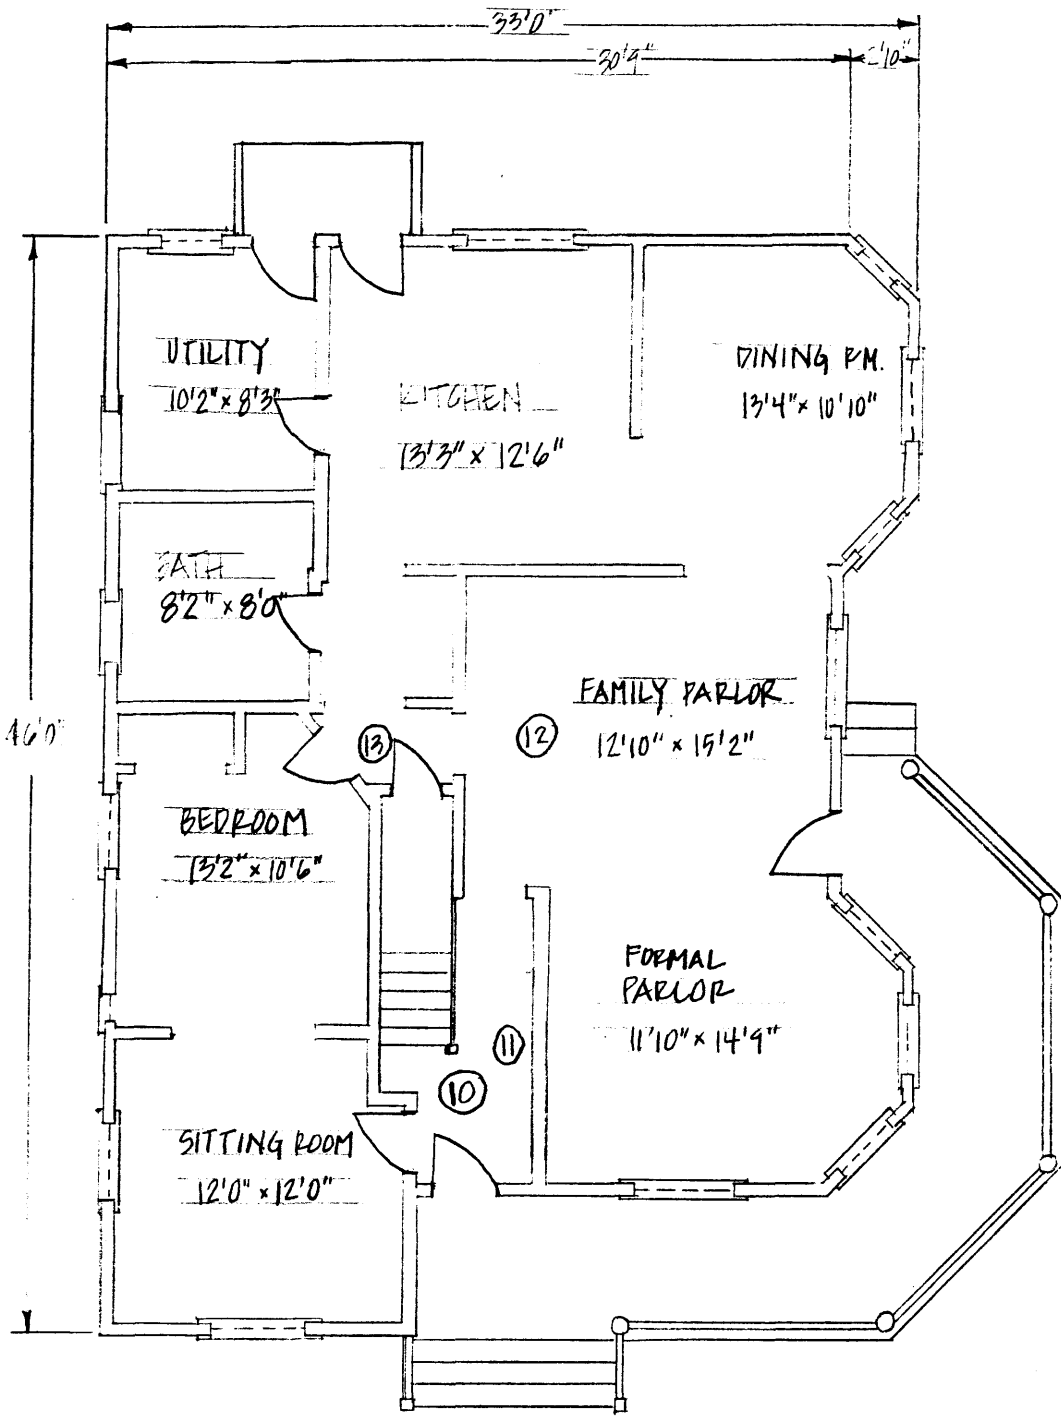 33'0"
30'9"
2'10"
UTILITY
10'2" x 8'3"
KITCHEN
13'3" x 12'6"
DINING RM.
13'4" x 10'10"
BATH
8'2" x 8'0"
46'0"
FAMILY PARLOR
12'10" x 15'2"
13
12
BEDROOM
13'2" x 10'6"
FORMAL
PARLOR
11'10" x 14'9"
11
10
SITTING ROOM
12'0" x 12'0"